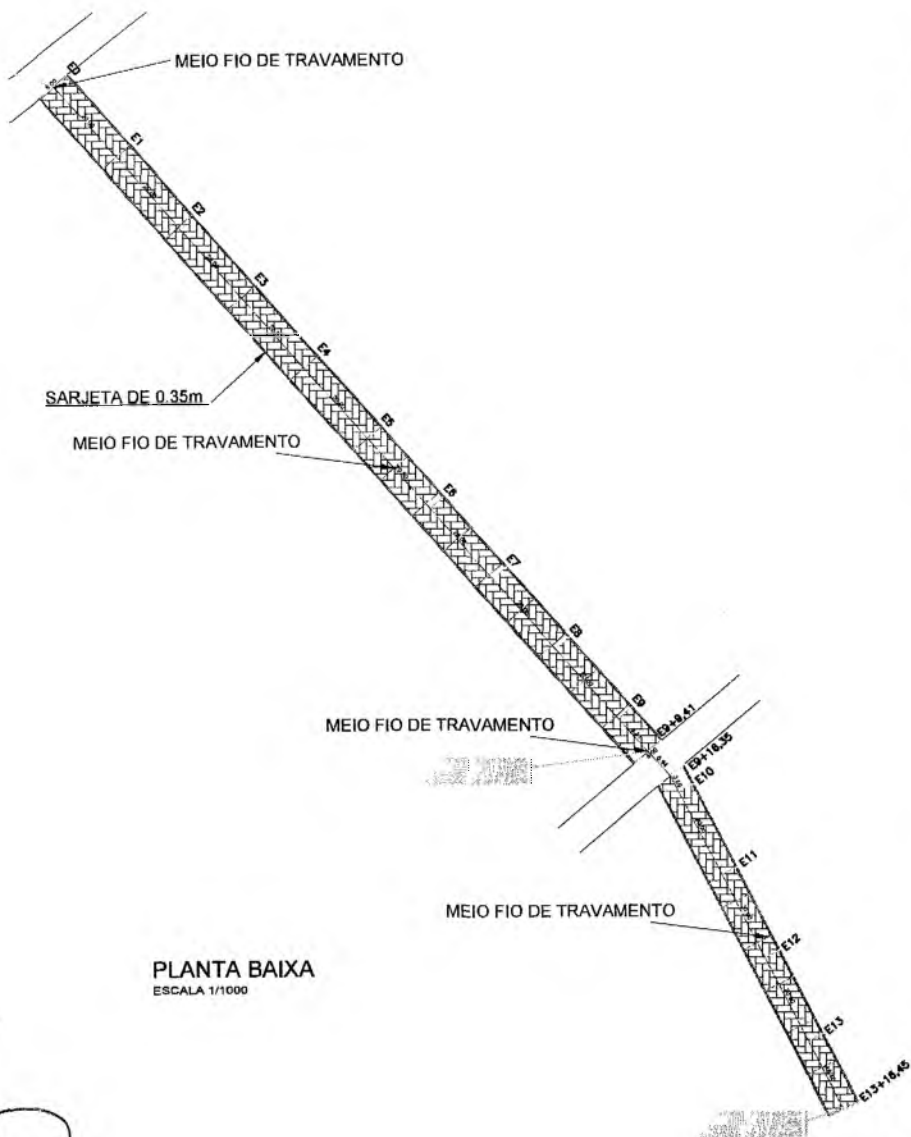 MEIO FIO DE TRAVAMENTO
E0
E1
E2
E3
E4
SARJETA DE 0.35m
E5
MEIO FIO DE TRAVAMENTO
E6
E7
E8
E9
MEIO FIO DE TRAVAMENTO
E9+9,41
E9+18,35
E10
E11
MEIO FIO DE TRAVAMENTO
E12
PLANTA BAIXA
ESCALA 1/1000
E13
E13+16,45